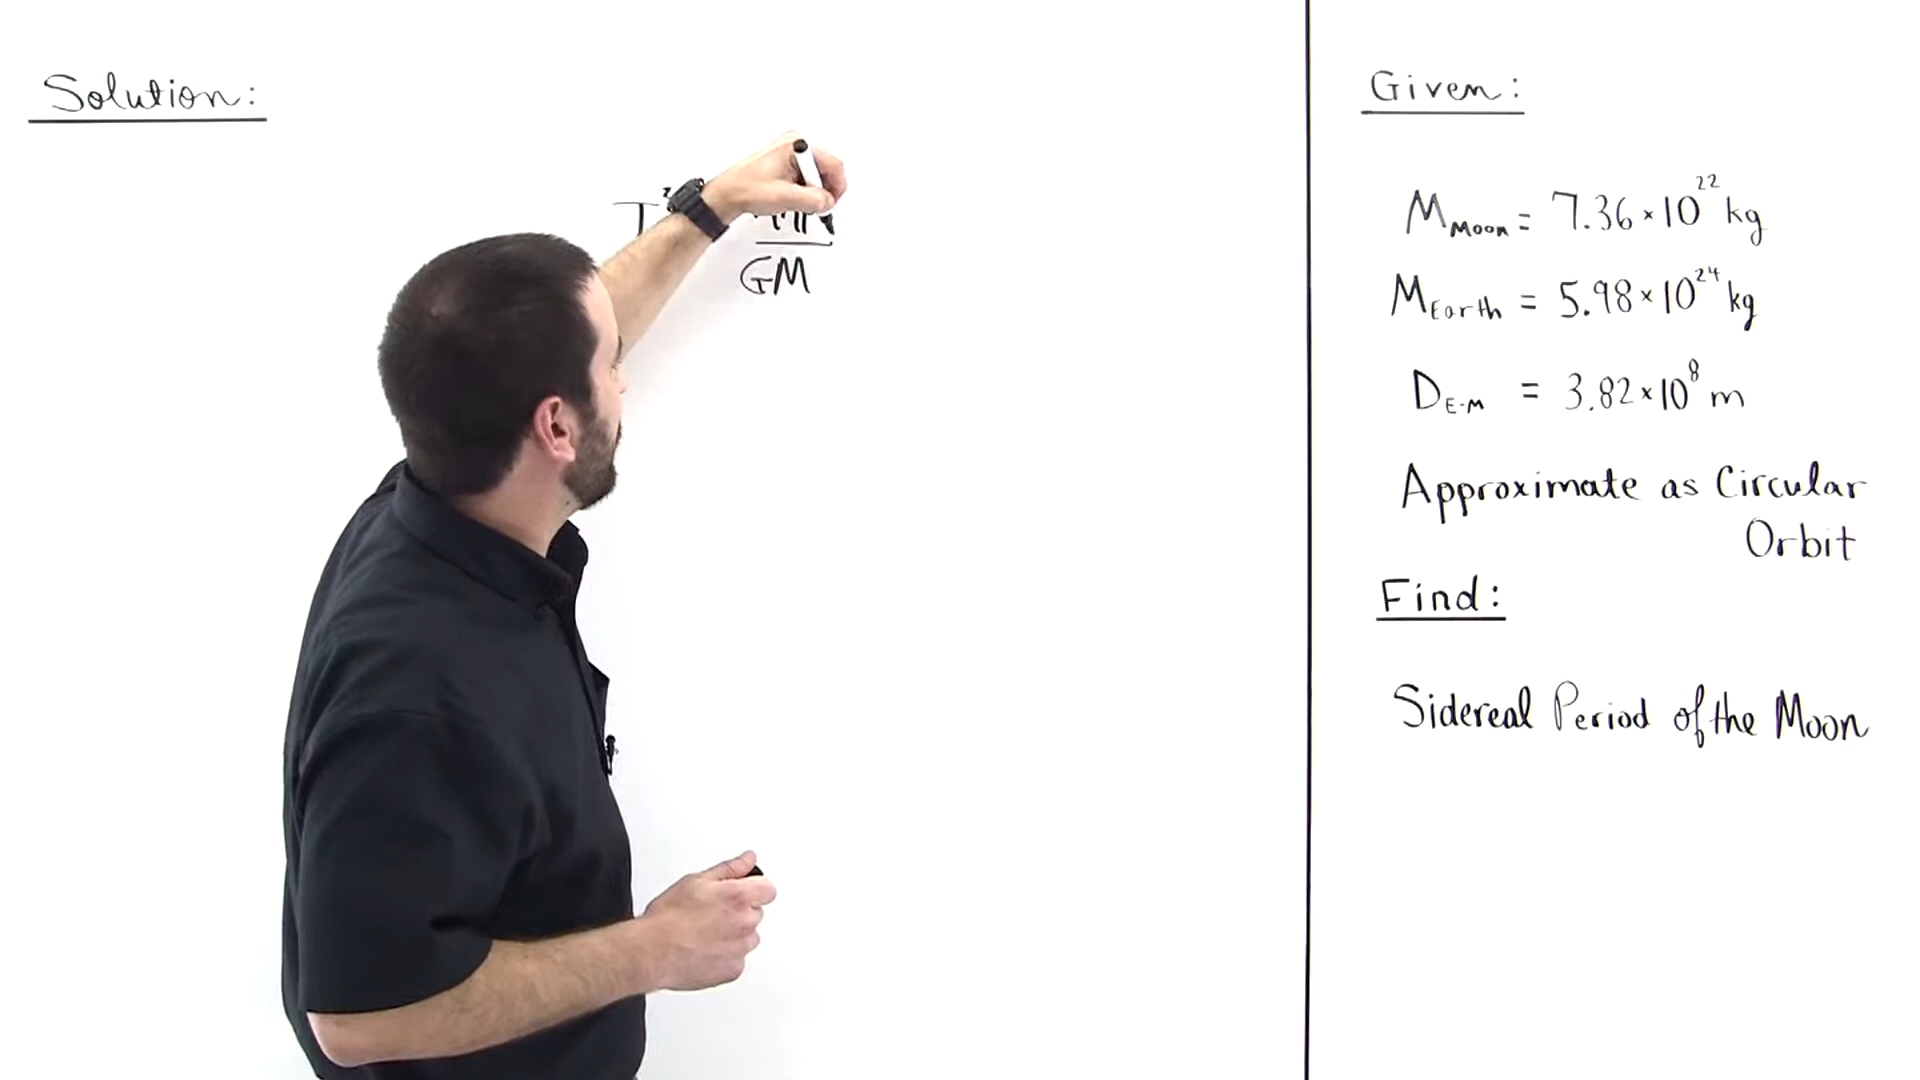 Solution:
T²
GM
Given:
M_Moon = 7.36 × 10²² kg
M_Earth = 5.98 × 10²⁴ kg
D_E-M = 3.82 × 10⁸ m
Approximate as Circular
Orbit
Find:
Sidereal Period of the Moon